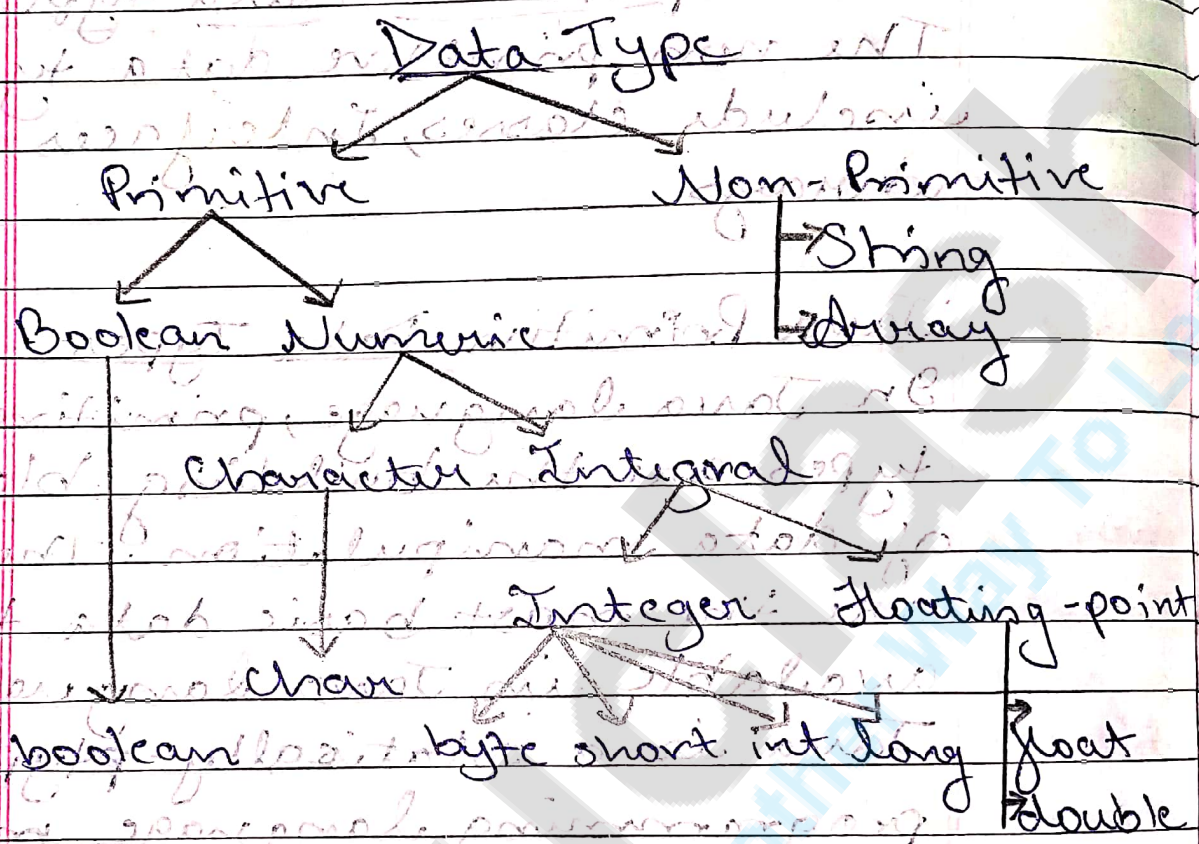 Data Type
Primitive Non-Primitive
String
Boolean Numeric Array
Character Integral
Integer Floating-point
Char
boolean byte short int long float
double